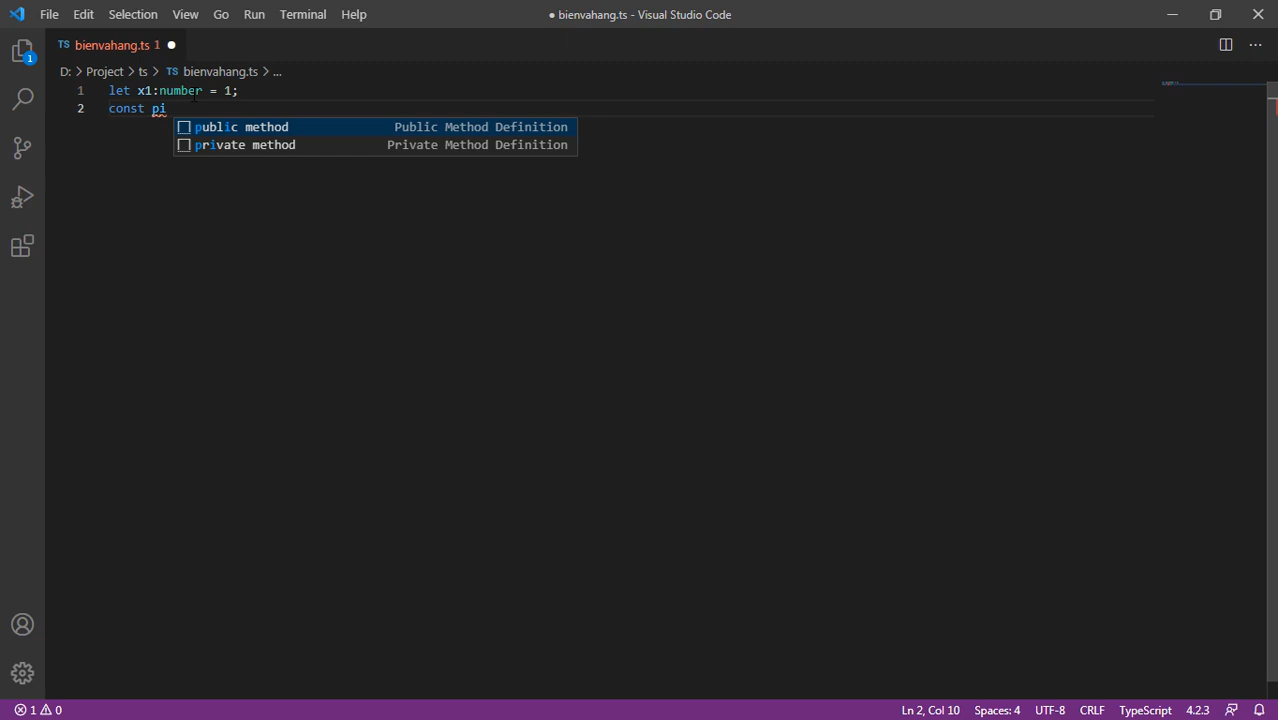 File Edit Selection View Go Run Terminal Help
● bienvahang.ts - Visual Studio Code
1
TS bienvahang.ts 1 ●
D: > Project > ts > TS bienvahang.ts > ...
1 let x1:number = 1;
2 const pi
public method Public Method Definition
private method Private Method Definition
1 0 Ln 2, Col 10 Spaces: 4 UTF-8 CRLF TypeScript 4.2.3